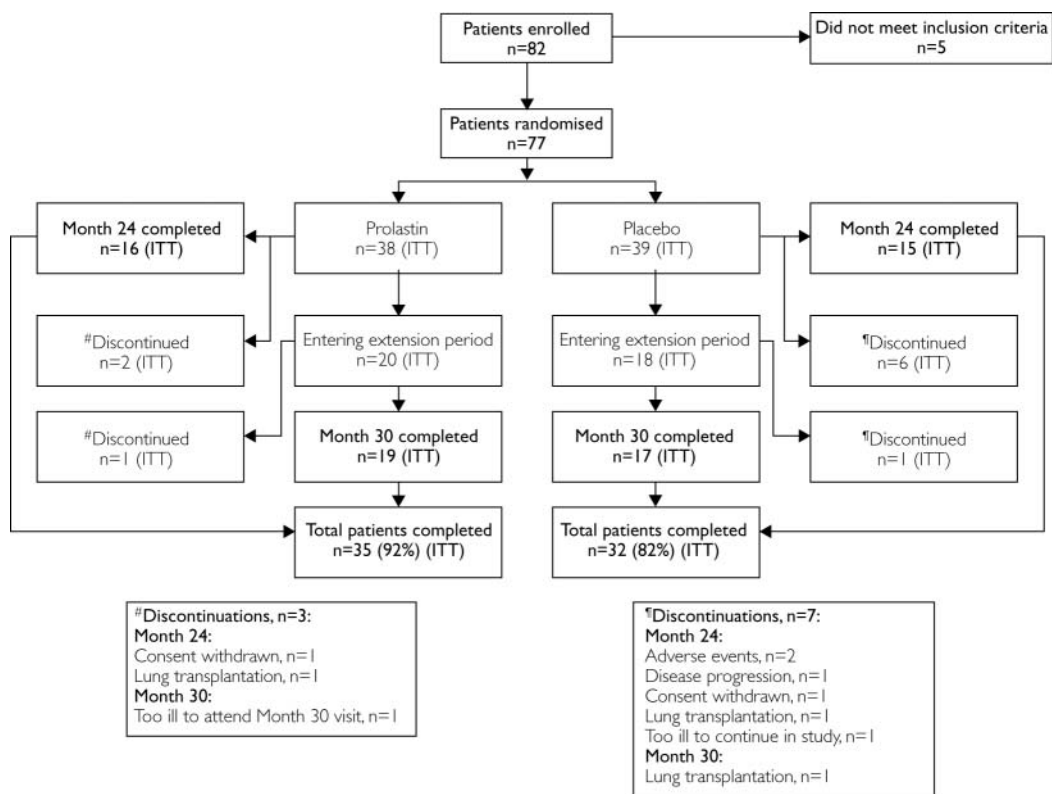 Patients enrolled
n=82
Did not meet inclusion criteria
n=5
Patients randomised
n=77
Month 24 completed
n=16 (ITT)
Prolastin
n=38 (ITT)
Placebo
n=39 (ITT)
Month 24 completed
n=15 (ITT)
#Discontinued
n=2 (ITT)
Entering extension period
n=20 (ITT)
Entering extension period
n=18 (ITT)
¶Discontinued
n=6 (ITT)
#Discontinued
n=1 (ITT)
Month 30 completed
n=19 (ITT)
Month 30 completed
n=17 (ITT)
¶Discontinued
n=1 (ITT)
Total patients completed
n=35 (92%) (ITT)
Total patients completed
n=32 (82%) (ITT)
#Discontinuations, n=3:
Month 24:
Consent withdrawn, n=1
Lung transplantation, n=1
Month 30:
Too ill to attend Month 30 visit, n=1
¶Discontinuations, n=7:
Month 24:
Adverse events, n=2
Disease progression, n=1
Consent withdrawn, n=1
Lung transplantation, n=1
Too ill to continue in study, n=1
Month 30:
Lung transplantation, n=1